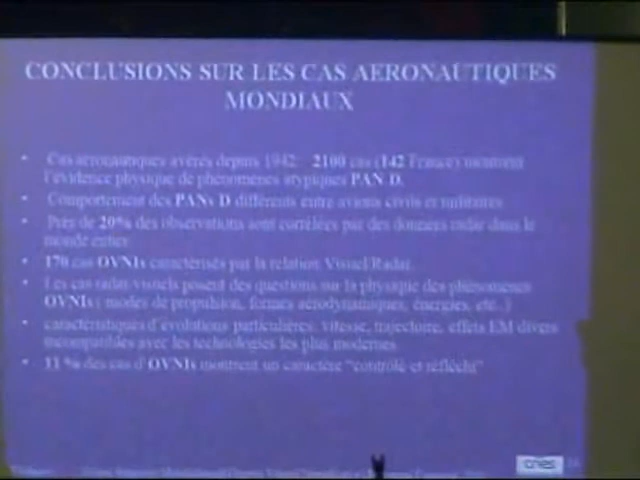 CONCLUSIONS SUR LES CAS AERONAUTIQUES
MONDIAUX
• Cas aéronautiques avérés depuis 1942: 2100 cas (142 France) montrent
l'évidence physique de phénomènes atypiques PAN D.
• Comportement des PANs D différents entre avions civils et militaires
• Près de 20% des observations sont corrélées par des données radar dans le
monde entier
• 170 cas OVNIs caractérisés par la relation Visuel/Radar.
• Les cas radar/visuels posent des questions sur la physique des phénomènes
OVNIs ( modes de propulsion, formes aérodynamiques, énergies, etc..)
• caractéristiques d'évolutions particulières: vitesse, trajectoire, effets EM divers
incompatibles avec les technologies les plus modernes
• 11 % des cas d'OVNIs montrent un caractère "contrôlé et réfléchi"
cnes